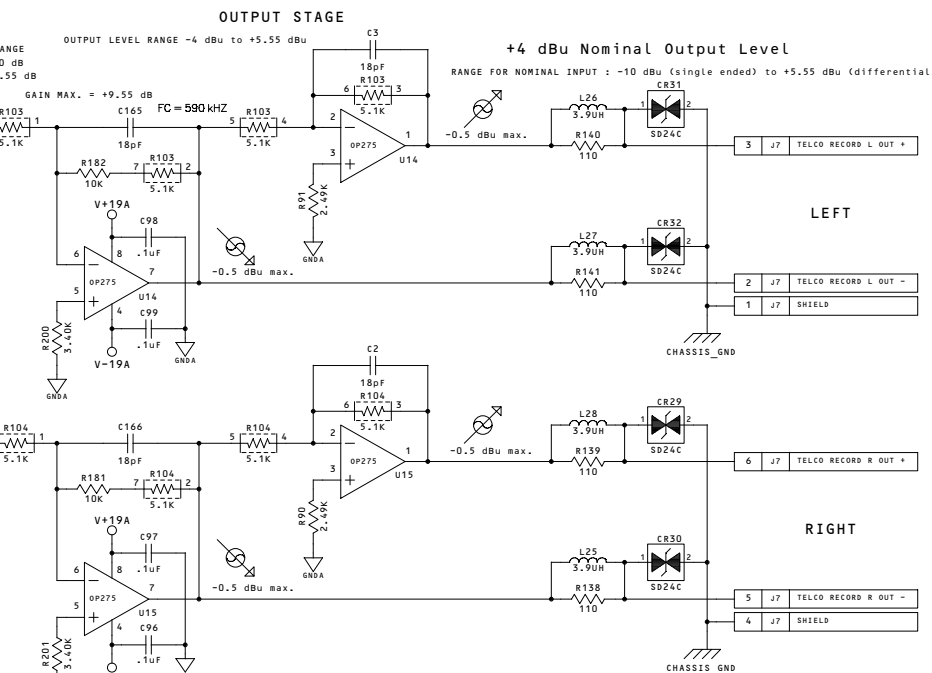 OUTPUT STAGE
OUTPUT LEVEL RANGE -4 dBu to +5.55 dBu
ANGE
0 dB
.55 dB
GAIN MAX. = +9.55 dB
FC = 590 kHZ
+4 dBu Nominal Output Level
RANGE FOR NOMINAL INPUT : -10 dBu (single ended) to +5.55 dBu (differential
C3
18pF
6 R103 3
5.1K
R103 1
5.1K
C165
18pF
5 R103 4
5.1K
2
3
OP275
1
U14
-0.5 dBu max.
R182
10K
7 R103 2
5.1K
R91
2.49K
GNDA
L26
3.9UH
R140
110
CR31
1 2
SD24C
3 J7 TELCO RECORD L OUT +
LEFT
V+19A
C98
.1uF
8
6
5
OP275
7
U14
4
-0.5 dBu max.
C99
.1uF
GNDA
V-19A
R200
3.40K
GNDA
L27
3.9UH
R141
110
CR32
1 2
SD24C
2 J7 TELCO RECORD L OUT -
1 J7 SHIELD
CHASSIS_GND
C2
18pF
6 R104 3
5.1K
R104 1
5.1K
C166
18pF
5 R104 4
5.1K
2
3
OP275
1
U15
-0.5 dBu max.
R181
10K
7 R104 2
5.1K
R90
2.49K
GNDA
L28
3.9UH
R139
110
CR29
1 2
SD24C
6 J7 TELCO RECORD R OUT +
RIGHT
V+19A
C97
.1uF
8
6
5
OP275
7
U15
4
-0.5 dBu max.
C96
.1uF
R201
3.40K
L25
3.9UH
R138
110
CR30
1 2
SD24C
5 J7 TELCO RECORD R OUT -
4 J7 SHIELD
CHASSIS GND